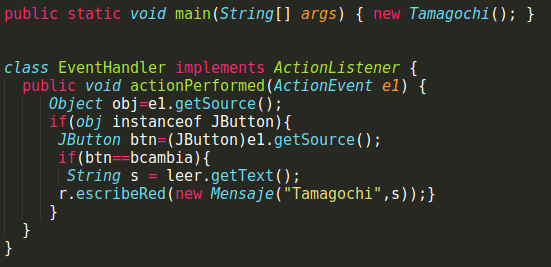 public static void main(String[] args) { new Tamagochi(); }
class EventHandler implements ActionListener {
public void actionPerformed(ActionEvent e1) {
Object obj=e1.getSource();
if(obj instanceof JButton){
JButton btn=(JButton)e1.getSource();
if(btn==bcambia){
String s = leer.getText();
r.escribeRed(new Mensaje("Tamagochi",s));}
}
}
}